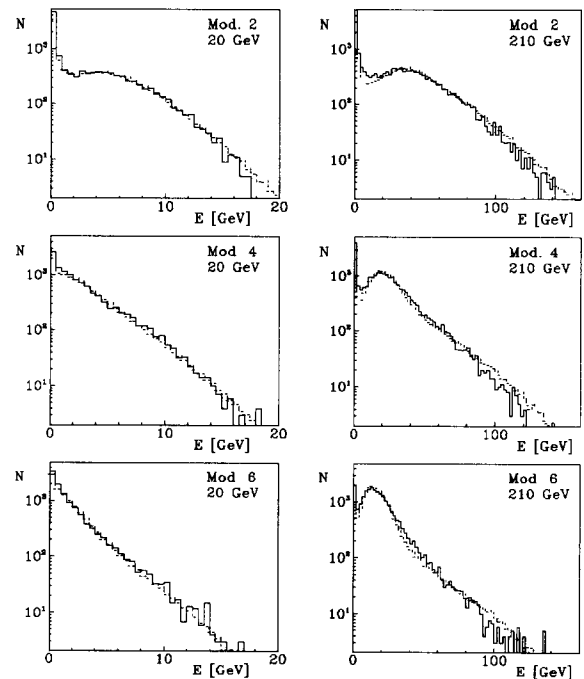 N Mod. 2
20 GeV
10³
10²
10¹
0 10 20
E [GeV]
N Mod 2
210 GeV
10³
10²
10¹
0 100
E [GeV]
N Mod 4
20 GeV
10³
10²
10¹
0 10 20
E [GeV]
N Mod. 4
210 GeV
10³
10²
10¹
0 100
E [GeV]
N Mod 6
20 GeV
10³
10²
10¹
0 10 20
E [GeV]
N Mod 6
210 GeV
10³
10²
10¹
0 100
E [GeV]